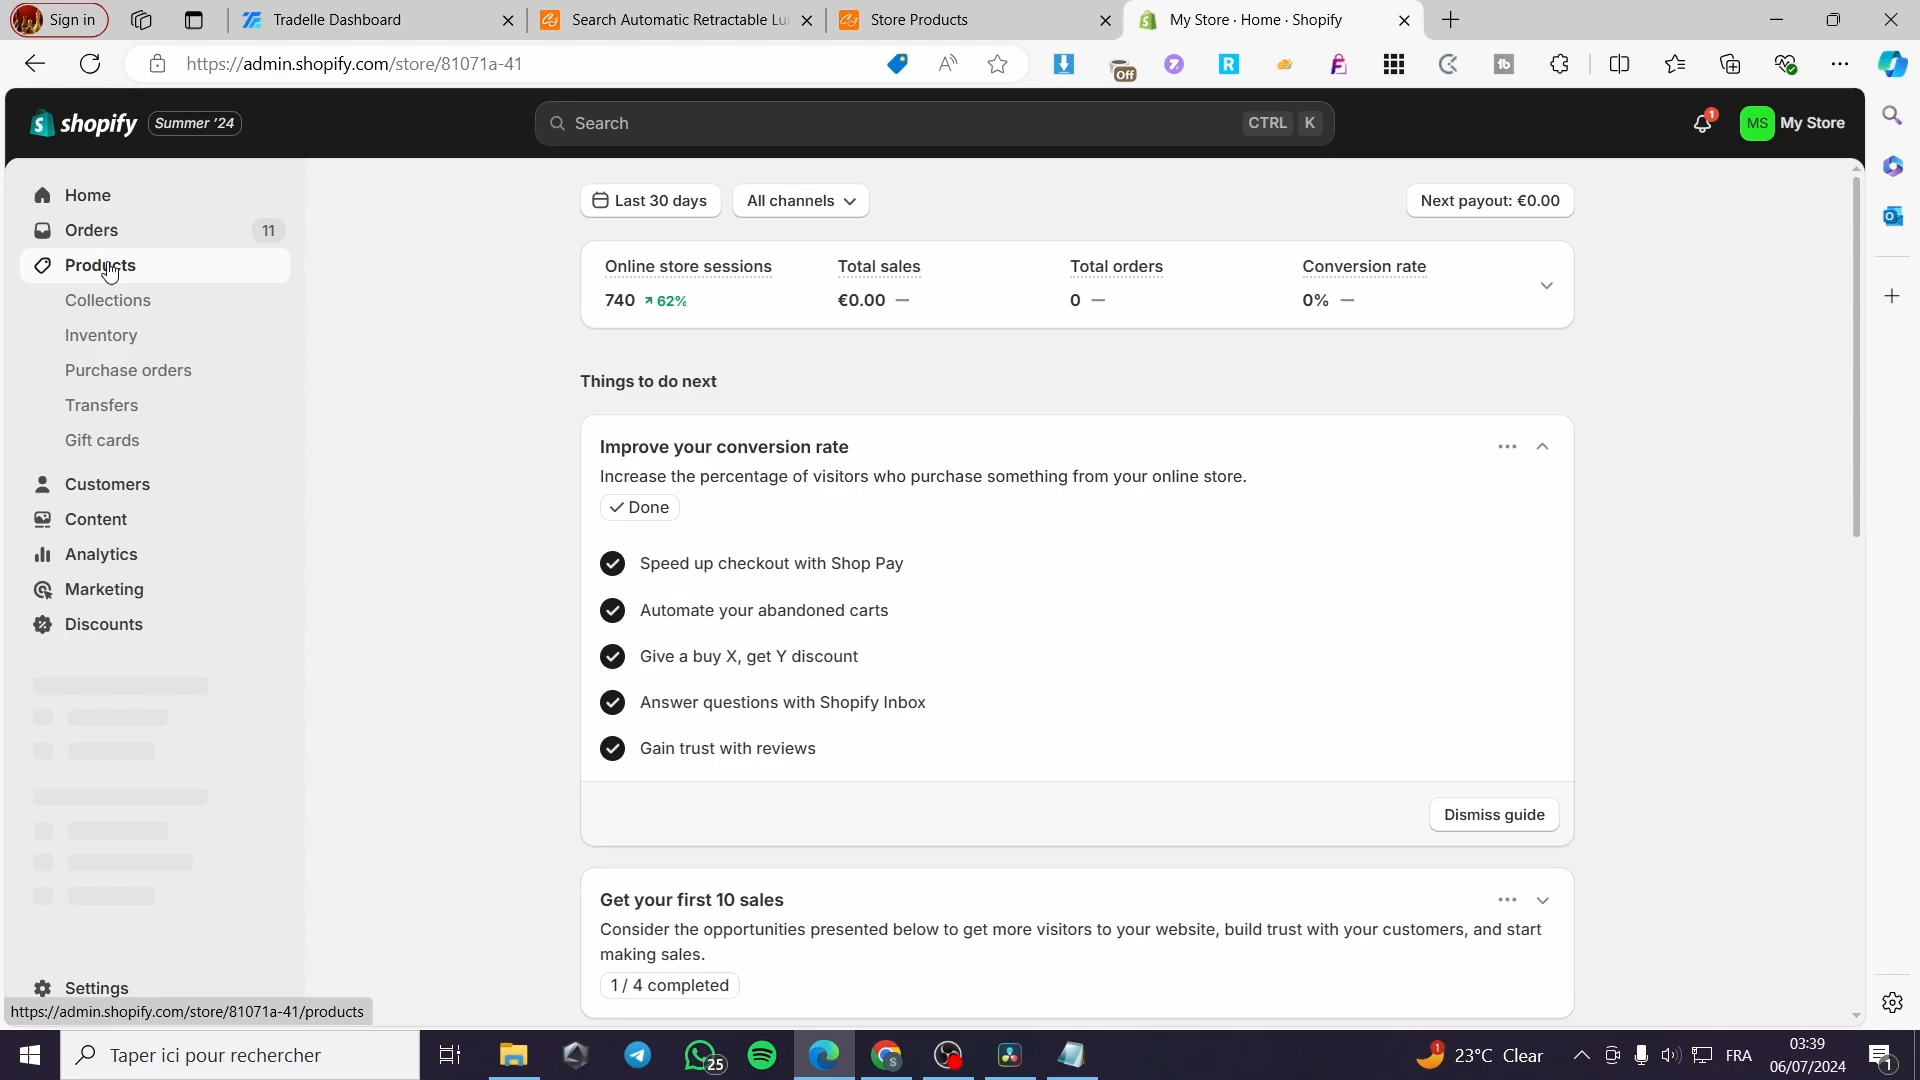 Sign in
Tradelle Dashboard
Search Automatic Retractable Lu
Store Products
My Store · Home · Shopify
https://admin.shopify.com/store/81071a-41
Off
shopify
Summer '24
Search
CTRL K
1
MS
My Store
Home
Orders
11
Products
Collections
Inventory
Purchase orders
Transfers
Gift cards
Customers
Content
Analytics
Marketing
Discounts
Settings
https://admin.shopify.com/store/81071a-41/products
Last 30 days
All channels
Next payout: €0.00
Online store sessions
740 62%
Total sales
€0.00 —
Total orders
0 —
Conversion rate
0% —
Things to do next
Improve your conversion rate
Increase the percentage of visitors who purchase something from your online store.
Done
Speed up checkout with Shop Pay
Automate your abandoned carts
Give a buy X, get Y discount
Answer questions with Shopify Inbox
Gain trust with reviews
Dismiss guide
Get your first 10 sales
Consider the opportunities presented below to get more visitors to your website, build trust with your customers, and start
making sales.
1 / 4 completed
Taper ici pour rechercher
25
1
23°C Clear
FRA
03:39
06/07/2024
1